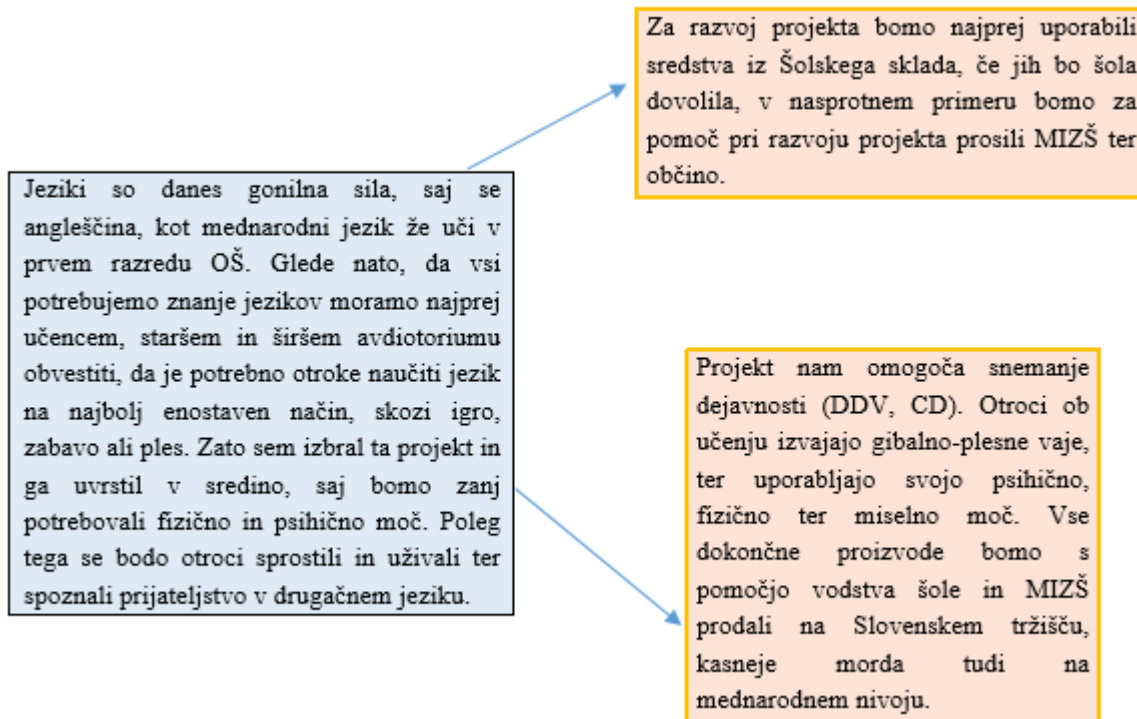 Za razvoj projekta bomo najprej uporabili
sredstva iz Šolskega sklada, če jih bo šola
dovolila, v nasprotnem primeru bomo za
pomoč pri razvoju projekta prosili MIZŠ ter
občino.
Jeziki so danes gonilna sila, saj se
angleščina, kot mednarodni jezik že uči v
prvem razredu OŠ. Glede nato, da vsi
potrebujemo znanje jezikov moramo najprej
učencem, staršem in širšem avdiotoriumu
obvestiti, da je potrebno otroke naučiti jezik
na najbolj enostaven način, skozi igro,
zabavo ali ples. Zato sem izbral ta projekt in
ga uvrstil v sredino, saj bomo zanj
potrebovali fizično in psihično moč. Poleg
tega se bodo otroci sprostili in uživali ter
spoznali prijateljstvo v drugačnem jeziku.
Projekt nam omogoča snemanje
dejavnosti (DDV, CD). Otroci ob
učenju izvajajo gibalno-plesne vaje,
ter uporabljajo svojo psihično,
fizično ter miselno moč. Vse
dokončne proizvode bomo s
pomočjo vodstva šole in MIZŠ
prodali na Slovenskem tržišču,
kasneje morda tudi na
mednarodnem nivoju.